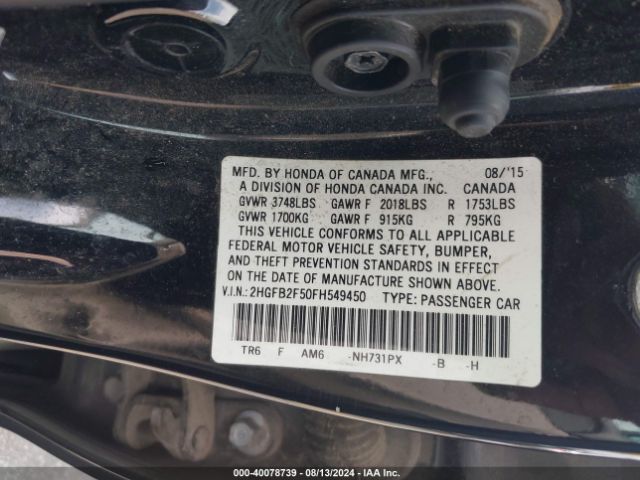 MFD. BY HONDA OF CANADA MFG., 08/'15
A DIVISION OF HONDA CANADA INC. CANADA
GVWR 3748LBS GAWR F 2018LBS R 1753LBS
GVWR 1700KG GAWR F 915KG R 795KG
THIS VEHICLE CONFORMS TO ALL APPLICABLE
FEDERAL MOTOR VEHICLE SAFETY, BUMPER,
AND THEFT PREVENTION STANDARDS IN EFFECT
ON THE DATE OF MANUFACTURE SHOWN ABOVE.
V.I.N.: 2HGFB2F50FH549450 TYPE: PASSENGER CAR
TR6 F AM6 -NH731PX -B -H
000-40078739 - 08/13/2024 - IAA Inc.